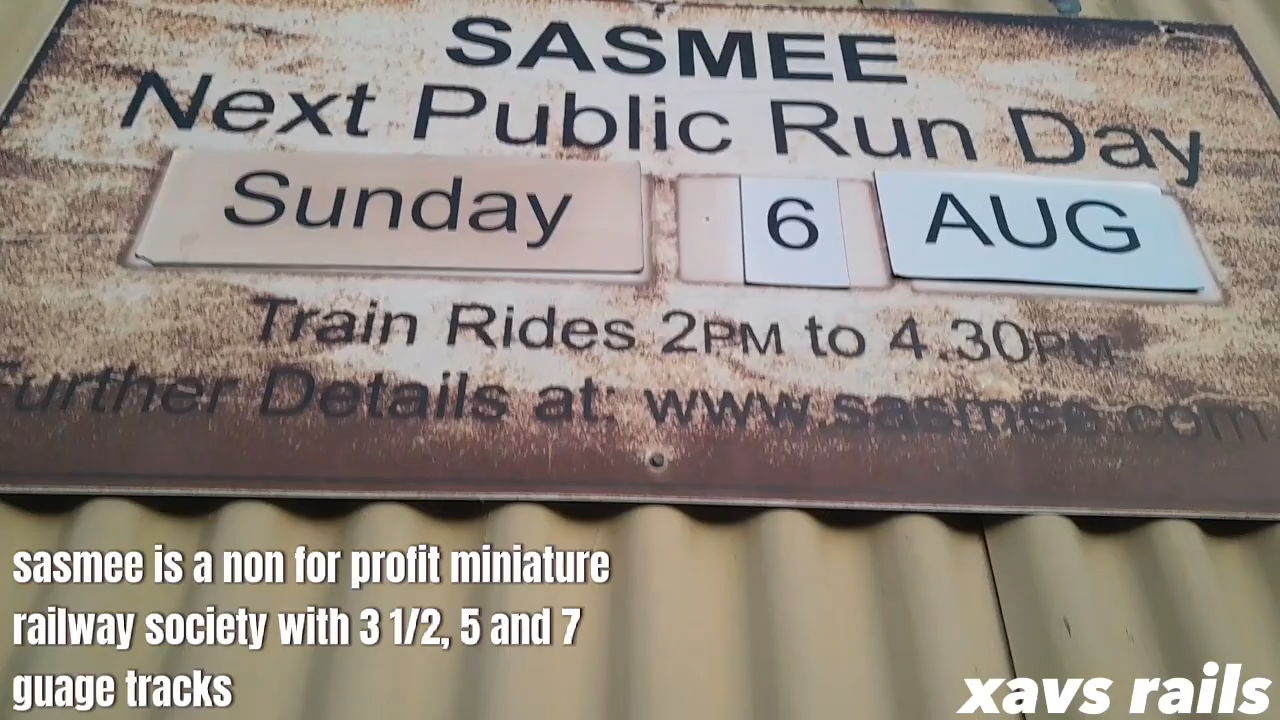 SASMEE
Next Public Run Day
Sunday 6 AUG
Train Rides 2PM to 4.30PM
Further Details at: www.sasmee.com
sasmee is a non for profit miniature
railway society with 3 1/2, 5 and 7
guage tracks
xavs rails